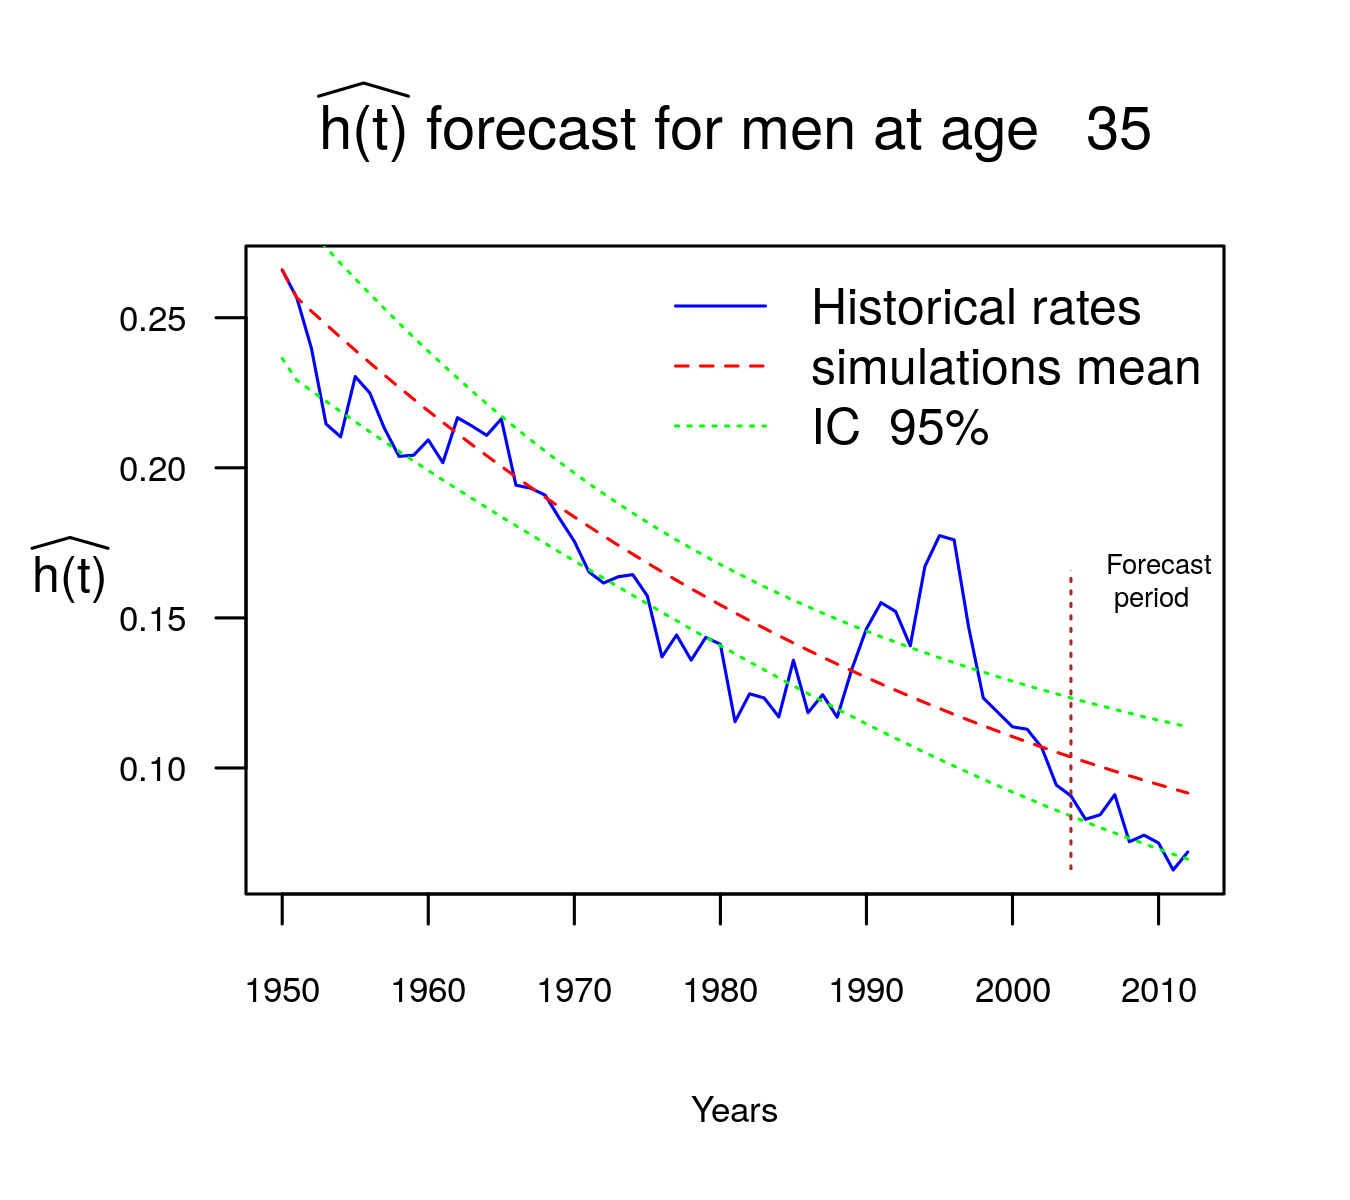 h(t) forecast for men at age 35
Historical rates
simulations mean
IC 95%
Forecast
period
h(t)
0.25
0.20
0.15
0.10
1950 1960 1970 1980 1990 2000 2010
Years